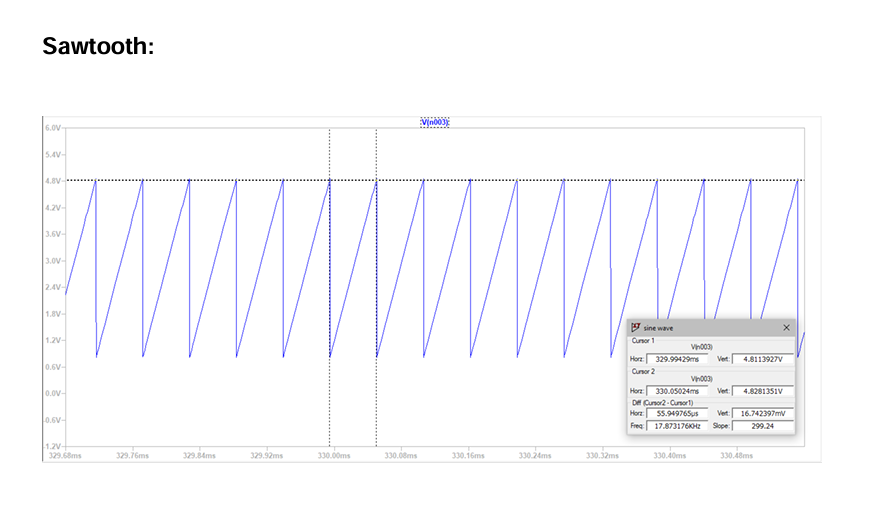 Sawtooth:
V(n003)
6.0V
5.4V
4.8V
4.2V
3.6V
3.0V
2.4V
1.8V
1.2V
0.6V
0.0V
-0.6V
-1.2V
329.68ms 329.76ms 329.84ms 329.92ms 330.00ms 330.08ms 330.16ms 330.24ms 330.32ms 330.40ms 330.48ms
sine wave
Cursor 1
V(n003)
Horz: 329.99429ms Vert: 4.8113927V
Cursor 2
V(n003)
Horz: 330.05024ms Vert: 4.8281351V
Diff (Cursor2 - Cursor1)
Horz: 55.949765µs Vert: 16.742397mV
Freq: 17.873176KHz Slope: 299.24